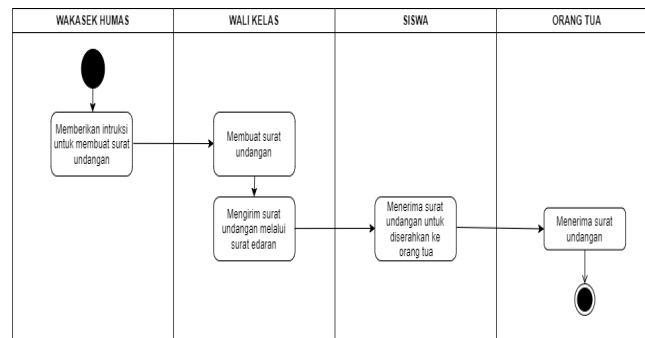 WAKASEK HUMAS
WALI KELAS
SISWA
ORANG TUA
Memberikan intruksi
untuk membuat surat
undangan
Membuat surat
undangan
Mengirim surat
undangan melalui
surat edaran
Menerima surat
undangan untuk
diserahkan ke
orang tua
Menerima surat
undangan